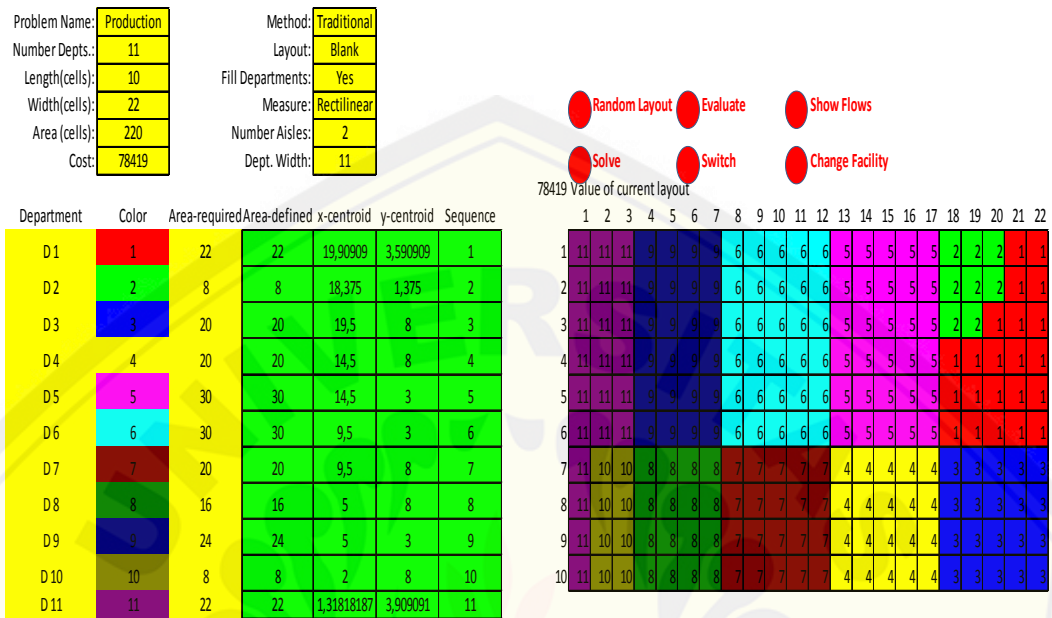 Problem Name: Production Method: Traditional
Number Depts.: 11 Layout: Blank
Length(cells): 10 Fill Departments: Yes
Width(cells): 22 Measure: Rectilinear Random Layout Evaluate Show Flows
Area (cells): 220 Number Aisles: 2
Cost: 78419 Dept. Width: 11 Solve Switch Change Facility
78419 Value of current layout
Department Color Area-required Area-defined x-centroid y-centroid Sequence 1 2 3 4 5 6 7 8 9 10 11 12 13 14 15 16 17 18 19 20 21 22
D 1 1 22 22 19,90909 3,590909 1 1 11 11 11 9 9 9 9 6 6 6 6 6 5 5 5 5 5 2 2 2 1 1
D 2 2 8 8 18,375 1,375 2 2 11 11 11 9 9 9 9 6 6 6 6 6 5 5 5 5 5 2 2 2 1 1
D 3 3 20 20 19,5 8 3 3 11 11 11 9 9 9 9 6 6 6 6 6 5 5 5 5 5 2 2 1 1 1
D 4 4 20 20 14,5 8 4 4 11 11 11 9 9 9 9 6 6 6 6 6 5 5 5 5 5 1 1 1 1 1
D 5 5 30 30 14,5 3 5 5 11 11 11 9 9 9 9 6 6 6 6 6 5 5 5 5 5 1 1 1 1 1
D 6 6 30 30 9,5 3 6 6 11 11 11 9 9 9 9 6 6 6 6 6 5 5 5 5 5 1 1 1 1 1
D 7 7 20 20 9,5 8 7 7 11 10 10 8 8 8 8 7 7 7 7 7 4 4 4 4 4 3 3 3 3 3
D 8 8 16 16 5 8 8 8 11 10 10 8 8 8 8 7 7 7 7 7 4 4 4 4 4 3 3 3 3 3
D 9 9 24 24 5 3 9 9 11 10 10 8 8 8 8 7 7 7 7 7 4 4 4 4 4 3 3 3 3 3
D 10 10 8 8 2 8 10 10 11 10 10 8 8 8 8 7 7 7 7 7 4 4 4 4 4 3 3 3 3 3
D 11 11 22 22 1,31818187 3,909091 11